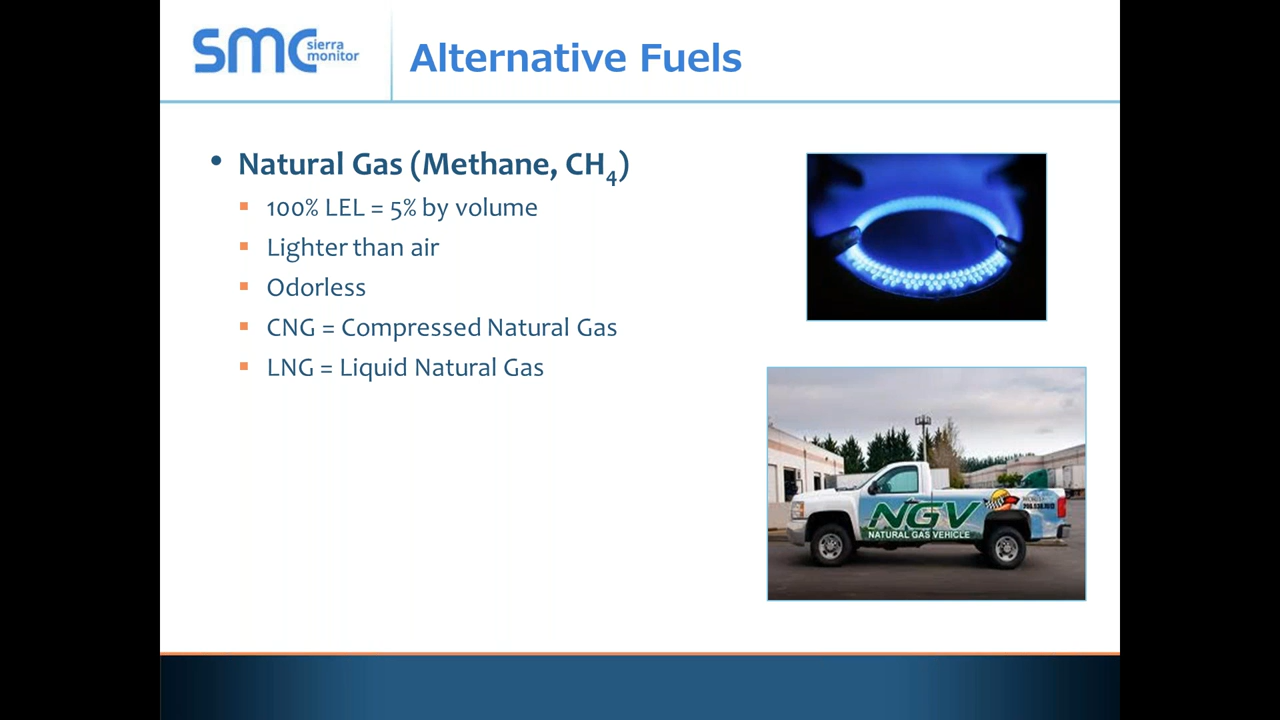 SMC sierra monitor
Alternative Fuels
• Natural Gas (Methane, CH₄)
▪ 100% LEL = 5% by volume
▪ Lighter than air
▪ Odorless
▪ CNG = Compressed Natural Gas
▪ LNG = Liquid Natural Gas
NGV
NATURAL GAS VEHICLE